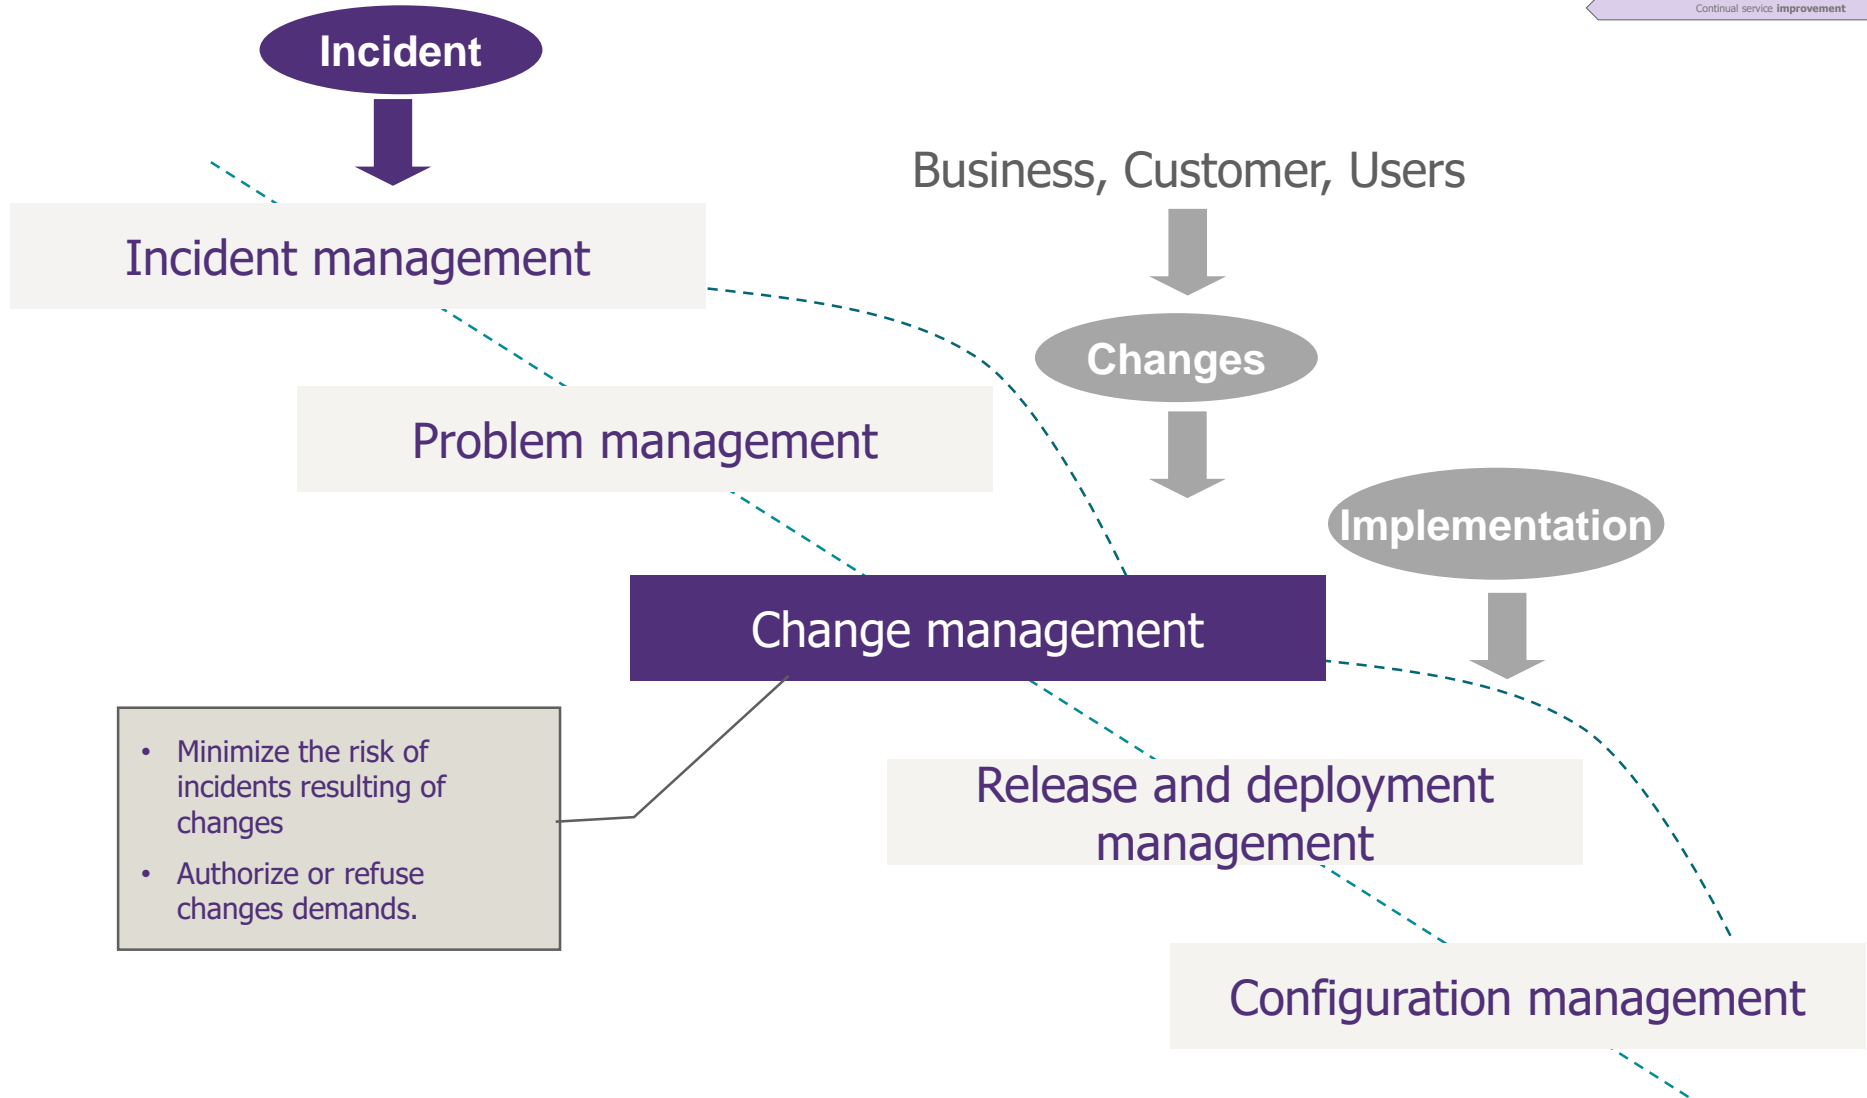 Continual service improvement
Incident
Business, Customer, Users
Incident management
Changes
Problem management
Implementation
Change management
• Minimize the risk of
incidents resulting of
changes
• Authorize or refuse
changes demands.
Release and deployment
management
Configuration management